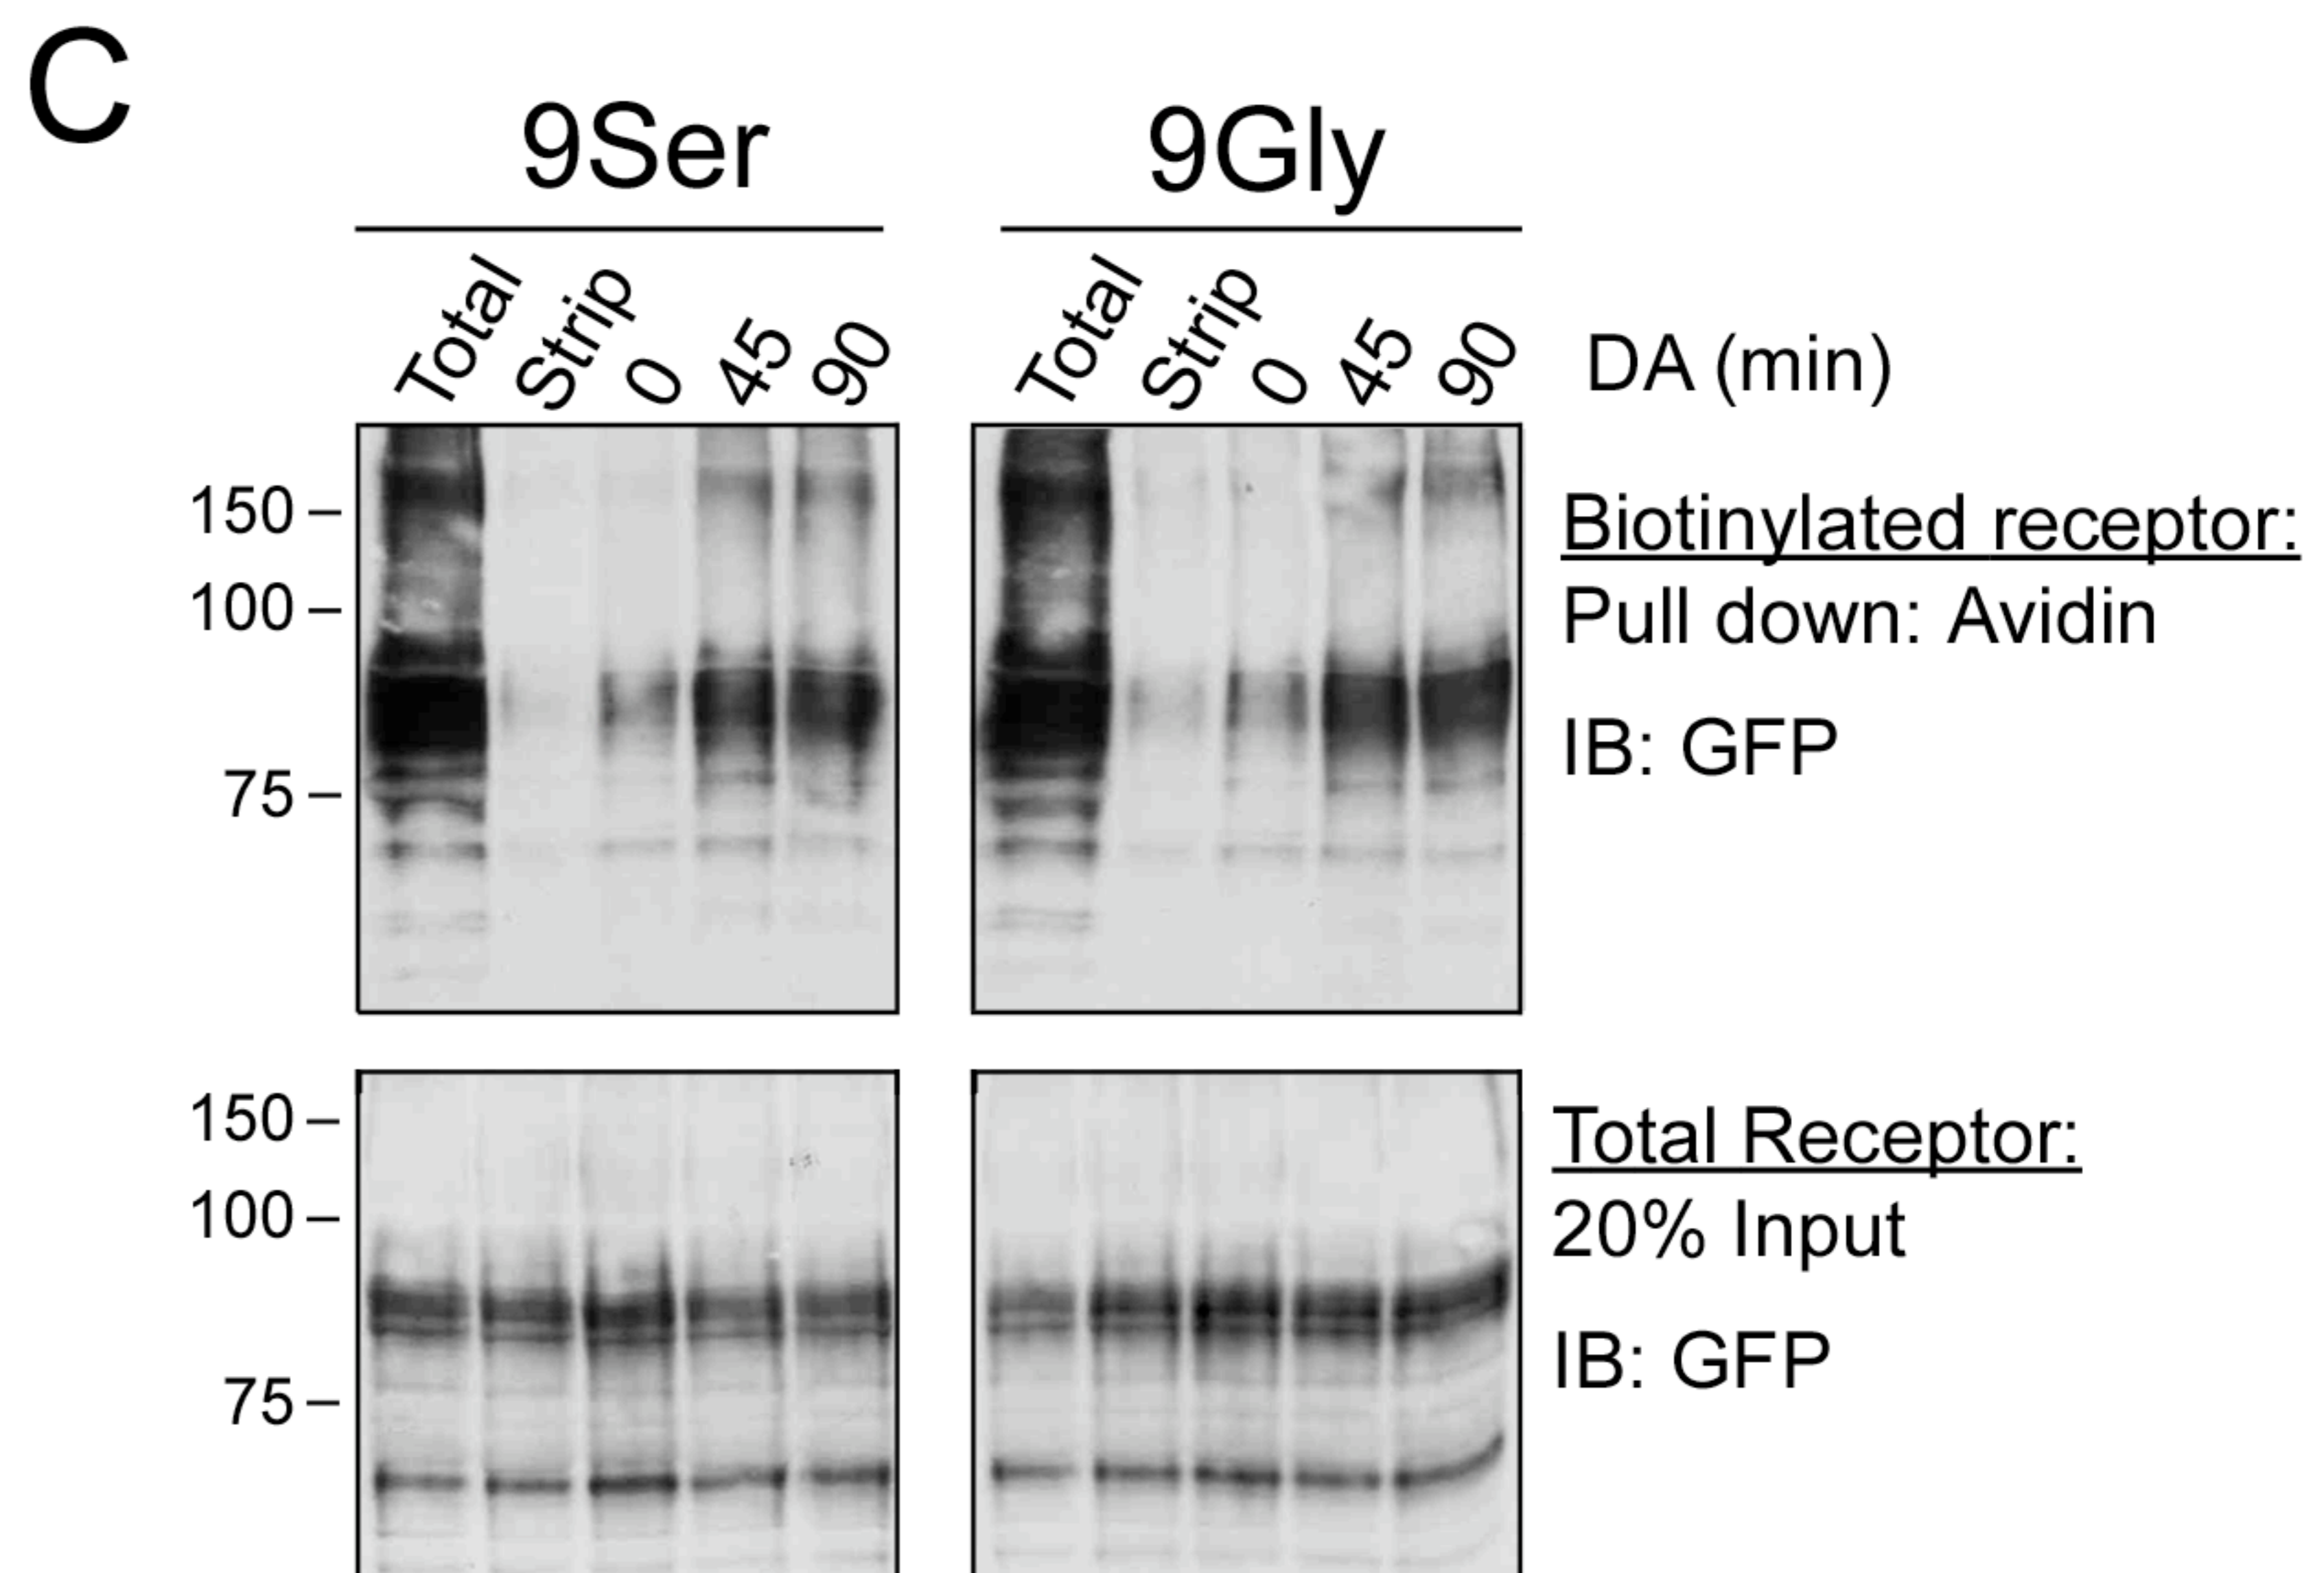 C
9Ser 9Gly
Total Strip 0 45 90 Total Strip 0 45 90 DA (min)
150
100
75
Biotinylated receptor:
Pull down: Avidin
IB: GFP
150
100
75
Total Receptor:
20% Input
IB: GFP